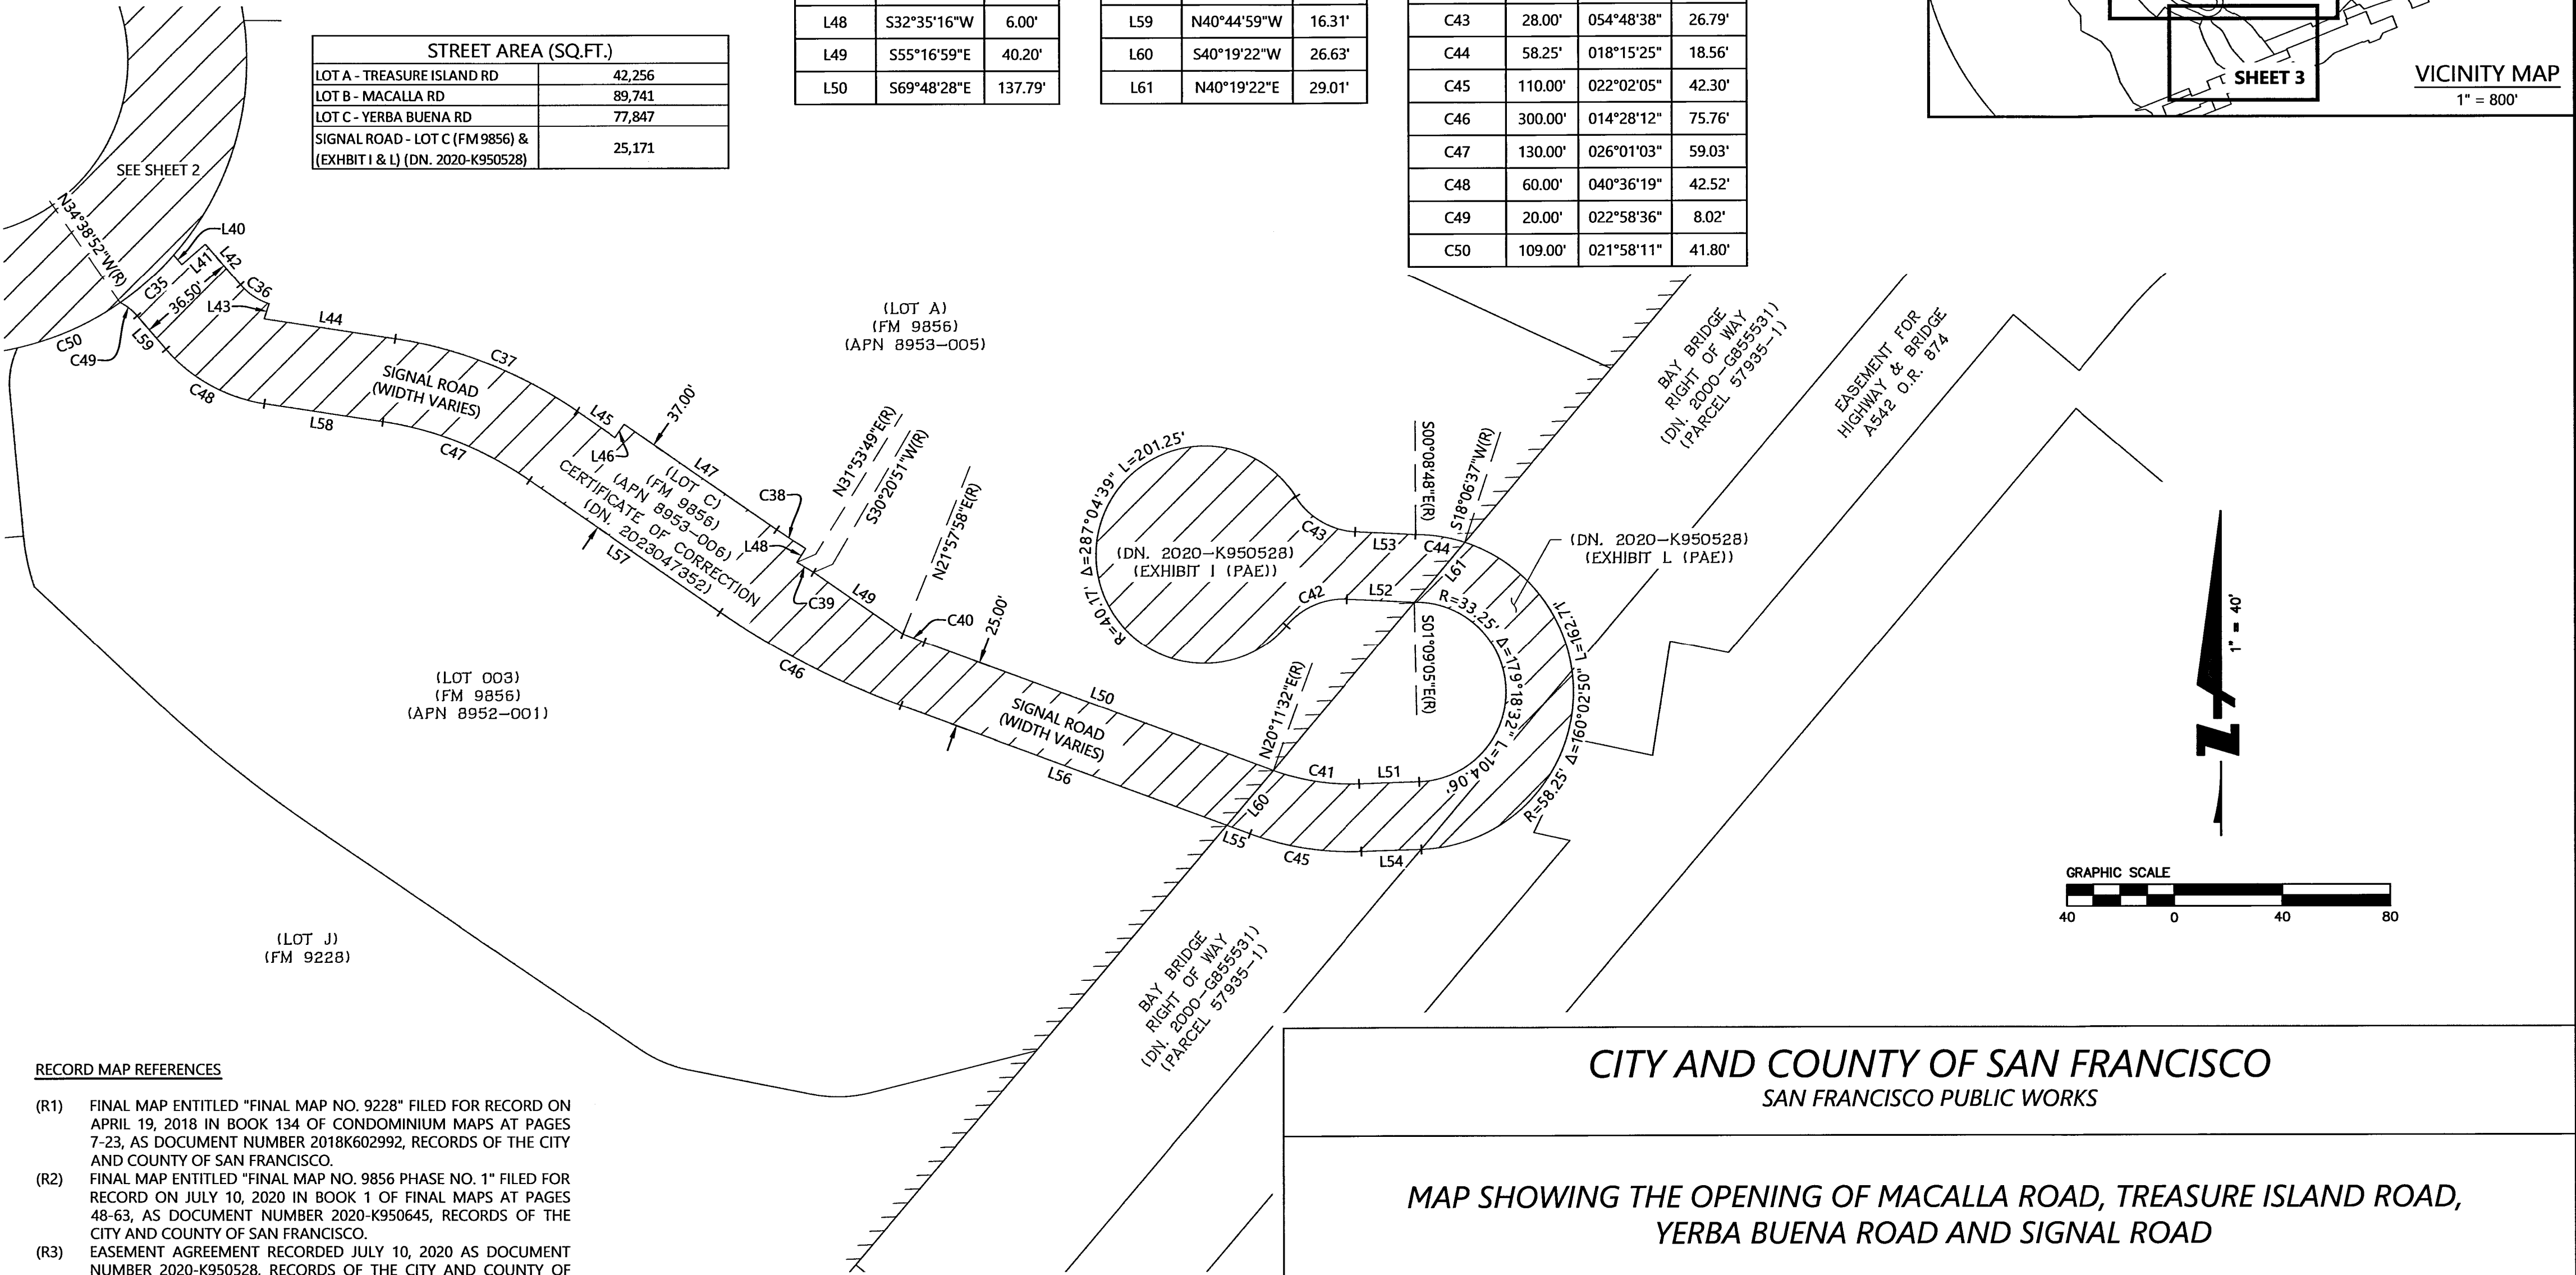 STREET AREA (SQ.FT.)
LOT A - TREASURE ISLAND RD 42,256
LOT B - MACALLA RD 89,741
LOT C - YERBA BUENA RD 77,847
SIGNAL ROAD - LOT C (FM 9856) &
(EXHBIT I & L) (DN. 2020-K950528) 25,171
L48 S32°35'16"W 6.00'
L49 S55°16'59"E 40.20'
L50 S69°48'28"E 137.79'
L59 N40°44'59"W 16.31'
L60 S40°19'22"W 26.63'
L61 N40°19'22"E 29.01'
C43 28.00' 054°48'38" 26.79'
C44 58.25' 018°15'25" 18.56'
C45 110.00' 022°02'05" 42.30'
C46 300.00' 014°28'12" 75.76'
C47 130.00' 026°01'03" 59.03'
C48 60.00' 040°36'19" 42.52'
C49 20.00' 022°58'36" 8.02'
C50 109.00' 021°58'11" 41.80'
SHEET 3
VICINITY MAP
1" = 800'
SEE SHEET 2
N34°38'52"W(R)
L40
L41
L42
C35
36.50'
C36
L43
L44
C50
C49
L59
C48
L58
C37
SIGNAL ROAD
(WIDTH VARIES)
C47
L45
L46
37.00'
L47
(LOT A)
(FM 9856)
(APN 8953-005)
(LOT C)
(FM 9856)
(APN 8953-006)
CERTIFICATE OF CORRECTION
(DN. 2023047352)
C38
L48
C39
L57
L49
N31°53'49"E(R)
S30°20'51"W(R)
N21°57'58"E(R)
C40
25.00'
C46
L50
SIGNAL ROAD
(WIDTH VARIES)
L56
(LOT 003)
(FM 9856)
(APN 8952-001)
(LOT J)
(FM 9228)
R=40.17' Δ=287°04'39" L=201.25'
(DN. 2020-K950528)
(EXHIBIT I (PAE))
C43
C42
L53
L52
C44
L61
S00°08'48"E(R)
S18°06'37"W(R)
S01°09'05"E(R)
N20°11'32"E(R)
R=33.25' Δ=179°18'32" L=104.06'
R=58.25' Δ=160°02'50" L=162.71'
(DN. 2020-K950528)
(EXHIBIT L (PAE))
C41
L51
L60
L55
C45
L54
BAY BRIDGE
RIGHT OF WAY
(DN. 2000-G855531)
(PARCEL 57935-1)
EASEMENT FOR
HIGHWAY & BRIDGE
A542 O.R. 874
BAY BRIDGE
RIGHT OF WAY
(DN. 2000-G855531)
(PARCEL 57935-1)
1" = 40'
N
GRAPHIC SCALE
40 0 40 80
RECORD MAP REFERENCES
(R1) FINAL MAP ENTITLED "FINAL MAP NO. 9228" FILED FOR RECORD ON
APRIL 19, 2018 IN BOOK 134 OF CONDOMINIUM MAPS AT PAGES
7-23, AS DOCUMENT NUMBER 2018K602992, RECORDS OF THE CITY
AND COUNTY OF SAN FRANCISCO.
(R2) FINAL MAP ENTITLED "FINAL MAP NO. 9856 PHASE NO. 1" FILED FOR
RECORD ON JULY 10, 2020 IN BOOK 1 OF FINAL MAPS AT PAGES
48-63, AS DOCUMENT NUMBER 2020-K950645, RECORDS OF THE
CITY AND COUNTY OF SAN FRANCISCO.
(R3) EASEMENT AGREEMENT RECORDED JULY 10, 2020 AS DOCUMENT
NUMBER 2020-K950528, RECORDS OF THE CITY AND COUNTY OF
CITY AND COUNTY OF SAN FRANCISCO
SAN FRANCISCO PUBLIC WORKS
MAP SHOWING THE OPENING OF MACALLA ROAD, TREASURE ISLAND ROAD,
YERBA BUENA ROAD AND SIGNAL ROAD